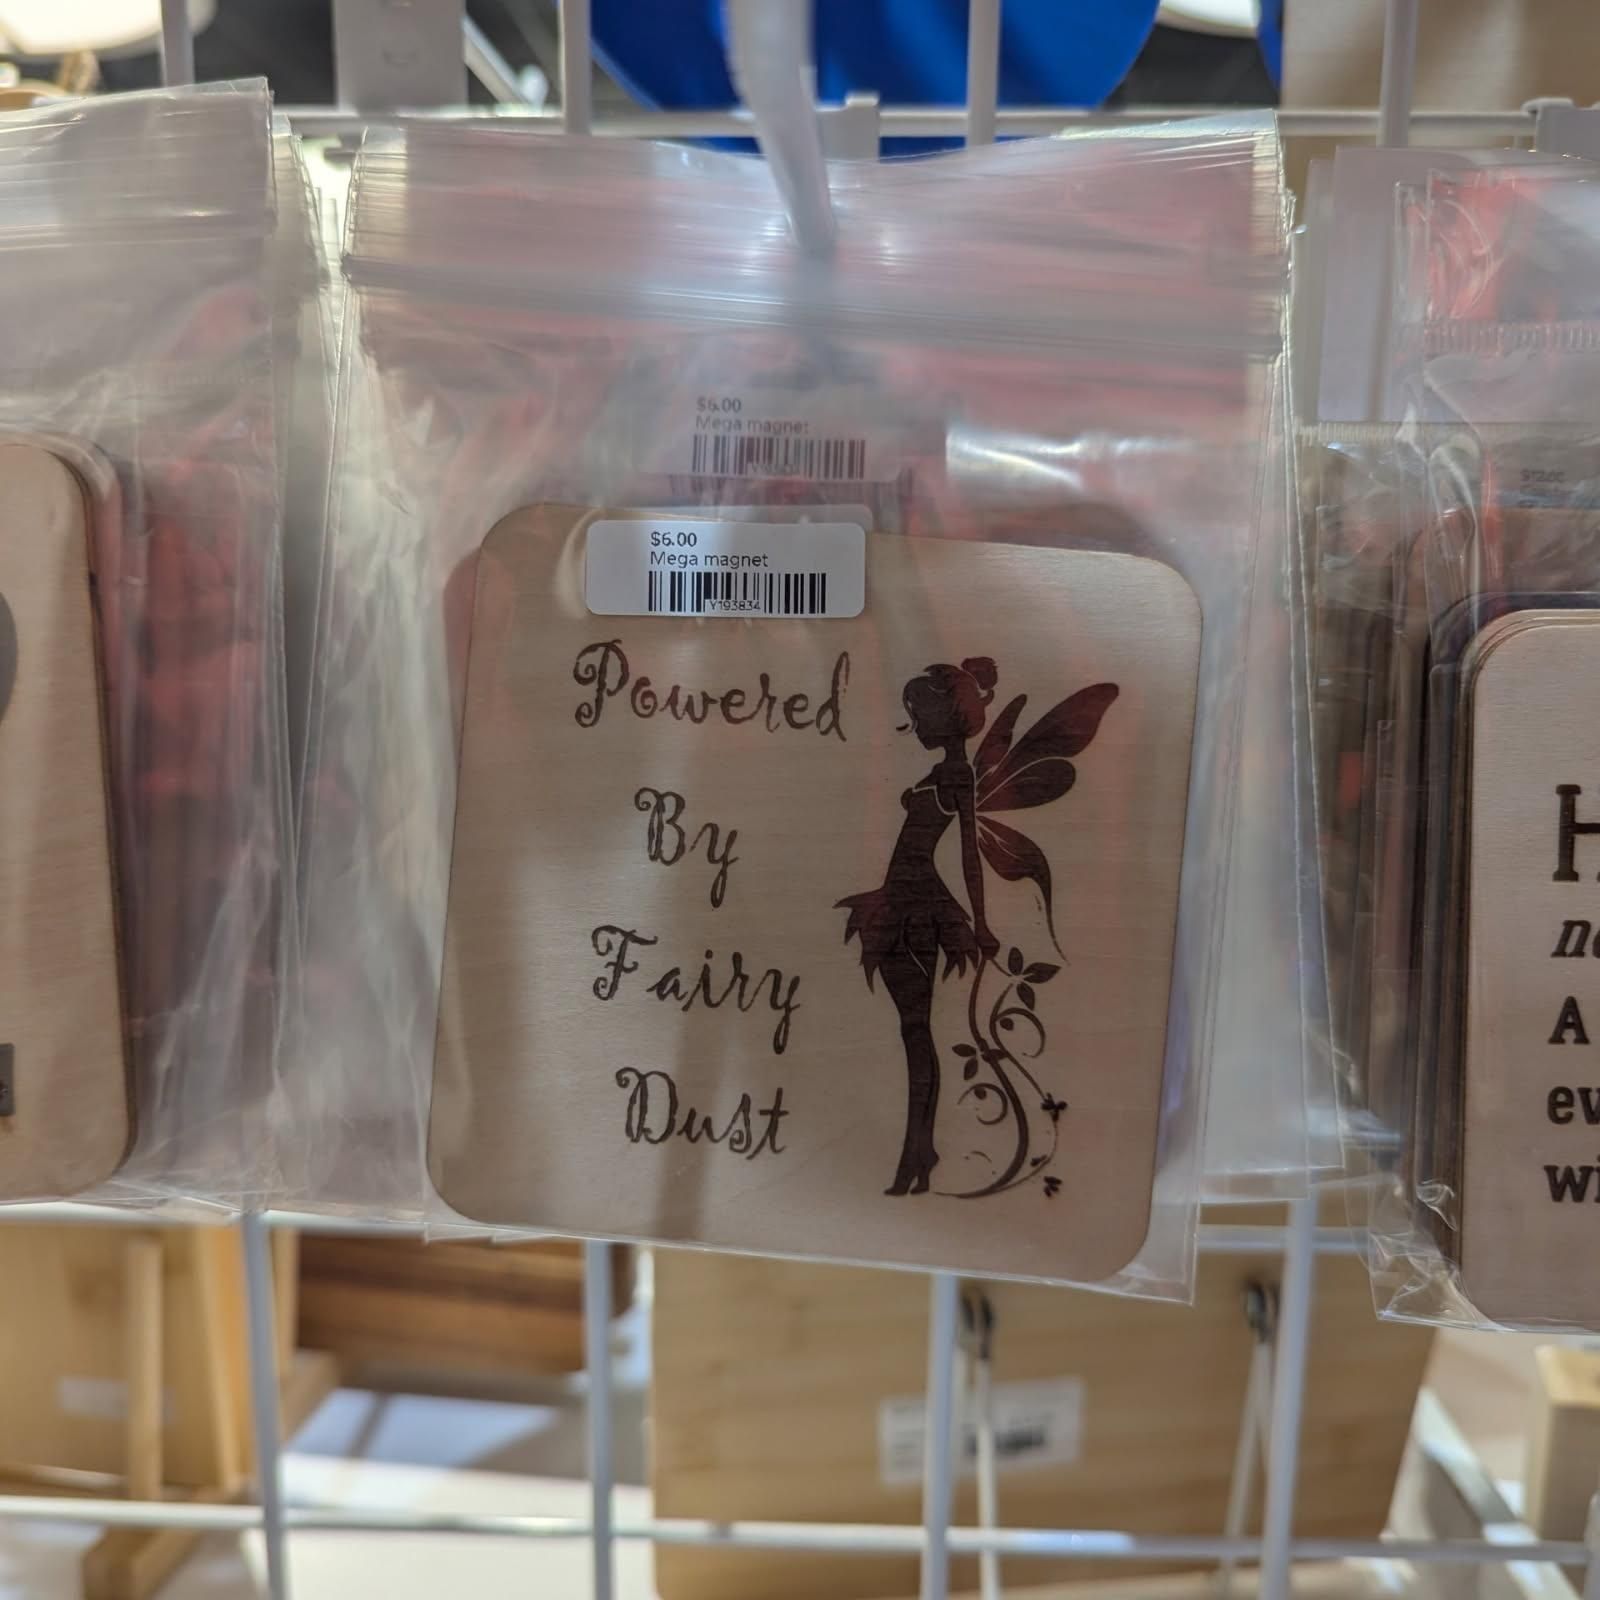 $6.00
Mega magnet
$6.00
Mega magnet
Y193834
Powered
By
Fairy
Dust
A